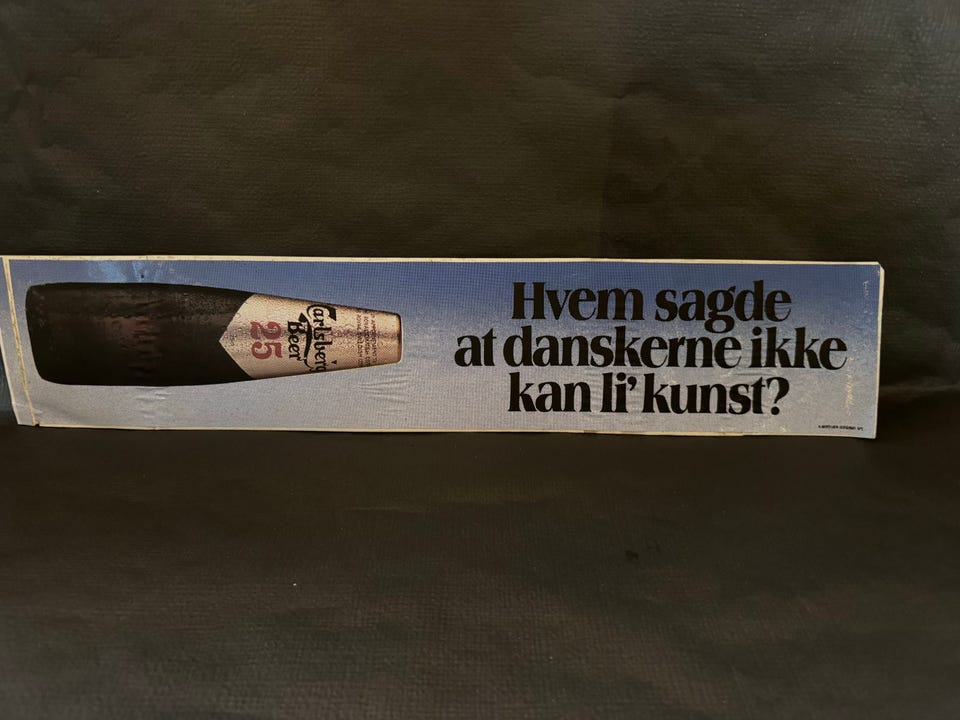 Carlsberg
Beer
25
Hvem sagde
at danskerne ikke
kan li' kunst?